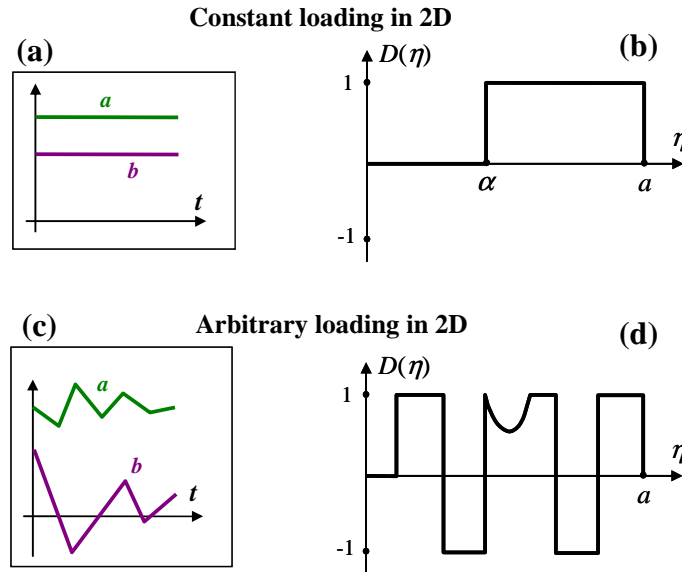 Constant loading in 2D
(a)
a
b
t
(b)
D(η)
1
η
α
a
-1
Arbitrary loading in 2D
(c)
a
b
t
(d)
D(η)
1
η
a
-1